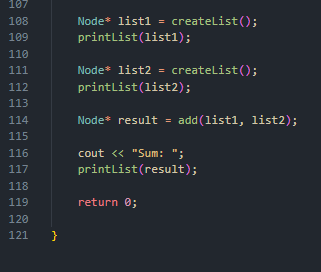 107
108 Node* list1 = createList();
109 printList(list1);
110
111 Node* list2 = createList();
112 printList(list2);
113
114 Node* result = add(list1, list2);
115
116 cout << "Sum: ";
117 printList(result);
118
119 return 0;
120
121 }